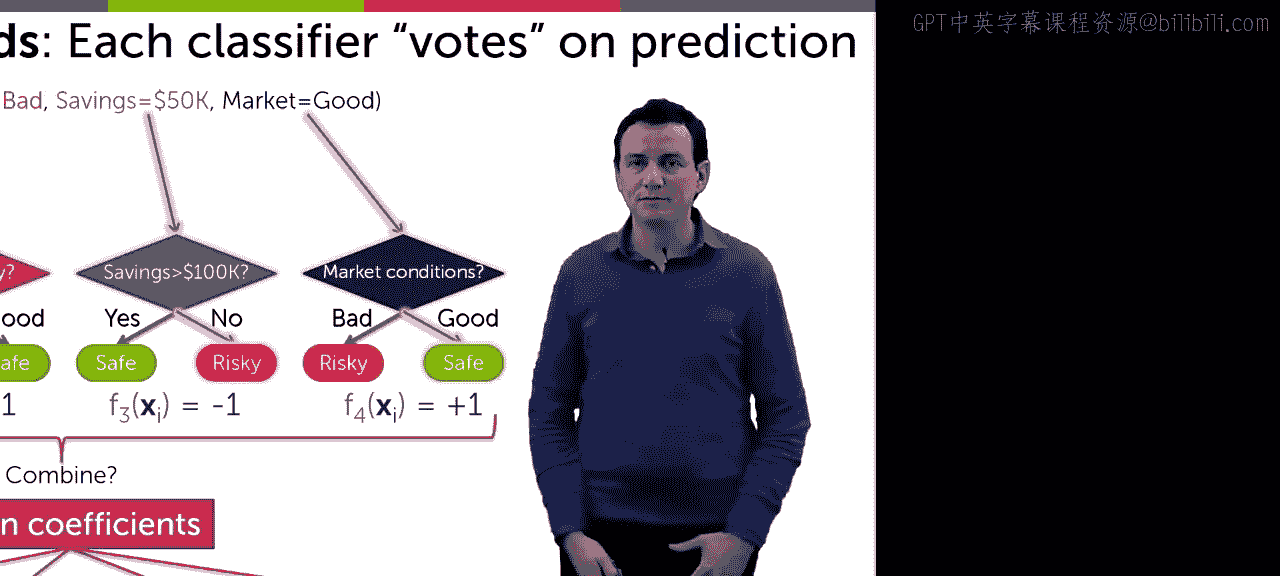 GPT中英字幕课程资源@bilibili.com
ds: Each classifier “votes” on prediction
Bad, Savings=$50K, Market=Good)
y? Savings>$100K? Market conditions?
ood Yes No Bad Good
afe Safe Risky Risky Safe
1 f3(xi) = -1 f4(xi) = +1
Combine?
n coefficients